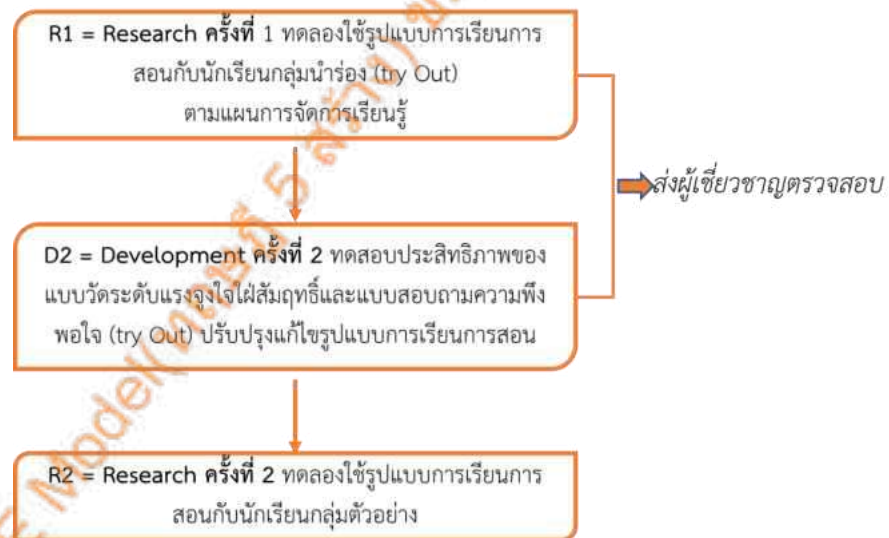 R1 = Research ครั้งที่ 1 ทดลองใช้รูปแบบการเรียนการ
สอนกับนักเรียนกลุ่มนำร่อง (try Out)
ตามแผนการจัดการเรียนรู้
ส่งผู้เชี่ยวชาญตรวจสอบ
D2 = Development ครั้งที่ 2 ทดสอบประสิทธิภาพของ
แบบวัดระดับแรงจูงใจใฝ่สัมฤทธิ์และแบบสอบถามความพึง
พอใจ (try Out) ปรับปรุงแก้ไขรูปแบบการเรียนการสอน
R2 = Research ครั้งที่ 2 ทดลองใช้รูปแบบการเรียนการ
สอนกับนักเรียนกลุ่มตัวอย่าง
Model(ทฤษฎี 5 สร้าง)